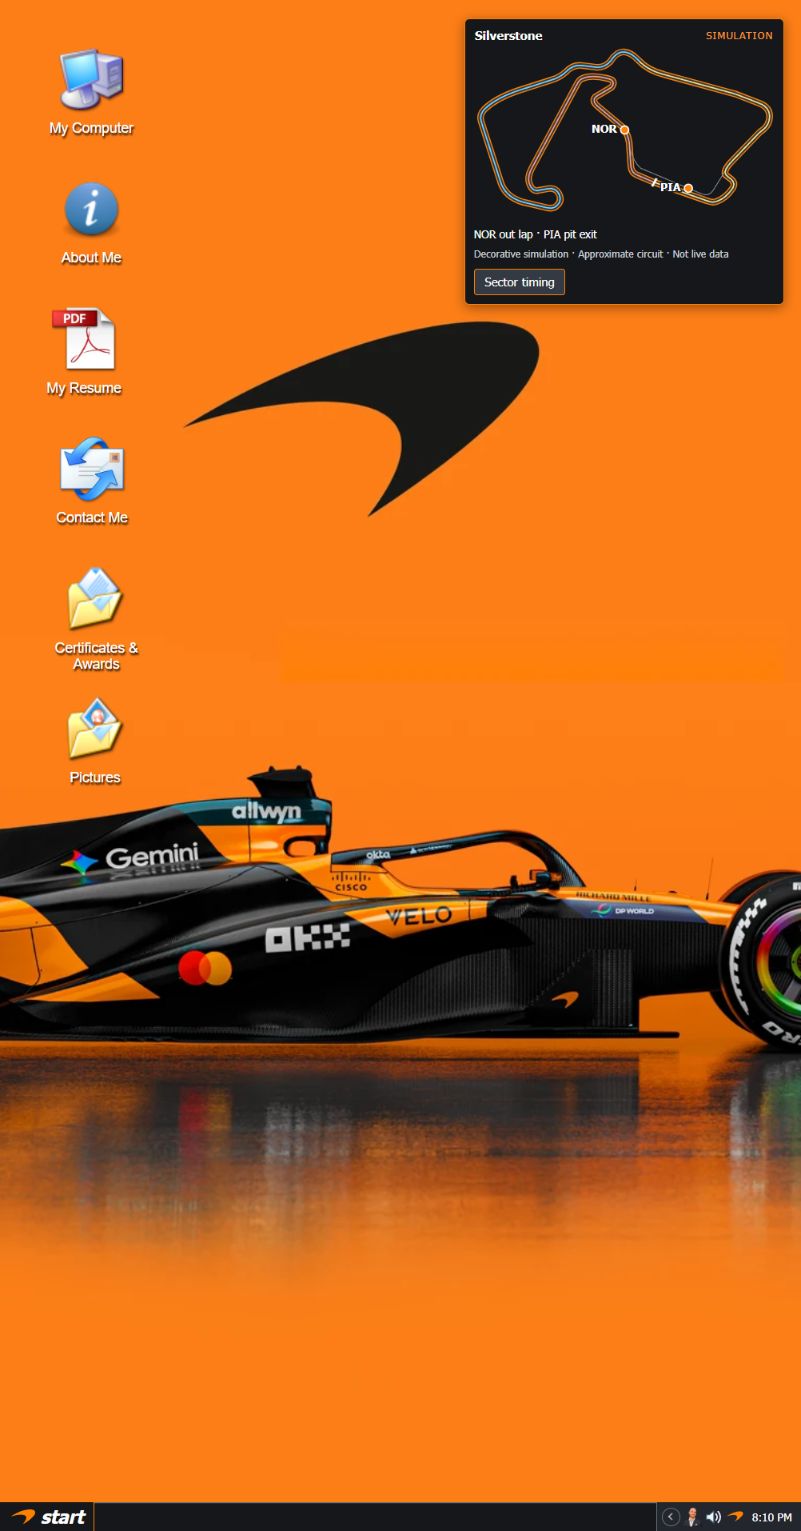 Silverstone
SIMULATION
NOR
PIA
NOR out lap · PIA pit exit
Decorative simulation · Approximate circuit · Not live data
Sector timing
My Computer
About Me
PDF
My Resume
Contact Me
Certificates &
Awards
Pictures
allwyn
Gemini
okta
CISCO
VELO
RICHARD MILLE
DP WORLD
OKX
start
8:10 PM